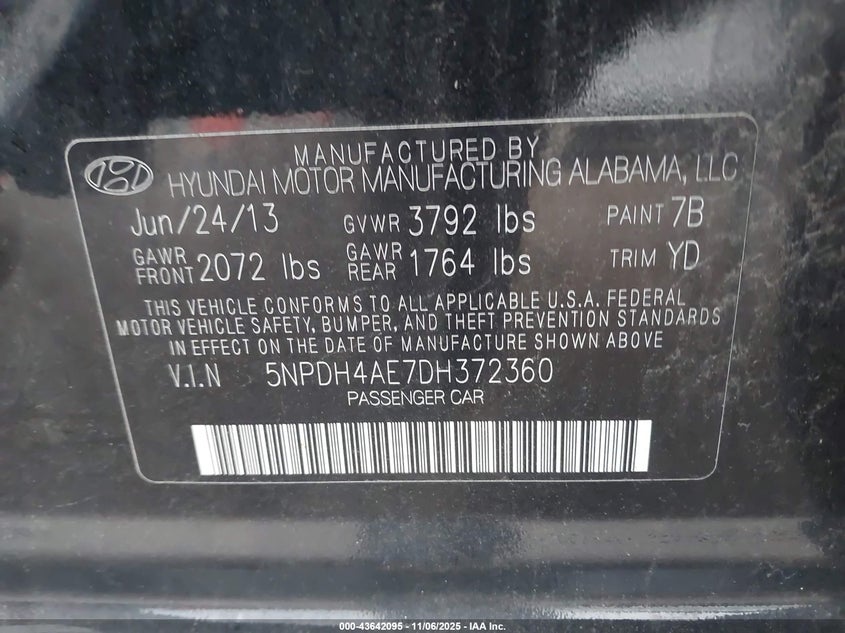 MANUFACTURED BY
HYUNDAI MOTOR MANUFACTURING ALABAMA, LLC
Jun/24/13 GVWR 3792 lbs PAINT 7B
GAWR FRONT 2072 lbs GAWR REAR 1764 lbs TRIM YD
THIS VEHICLE CONFORMS TO ALL APPLICABLE U.S.A. FEDERAL
MOTOR VEHICLE SAFETY, BUMPER, AND THEFT PREVENTION STANDARDS
IN EFFECT ON THE DATE OF MANUFACTURE SHOWN ABOVE
V.I.N 5NPDH4AE7DH372360
PASSENGER CAR
000-43642095 - 11/06/2025 - IAA Inc.